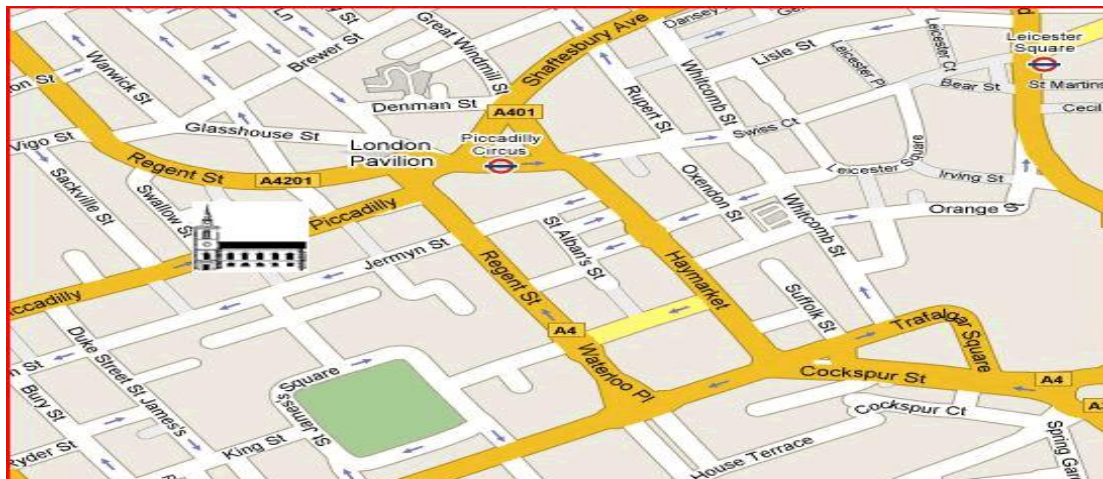 Leicester
Square
Great Windmill St
Shaftesbury Ave
Dansey
Lisle St
Leicester Pl
Leicester Ct
Bear St
St Martins
Cecil
Warwick St
Brewer St
Denman St
Rupert St
Whitcomb St
Swiss Ct
A401
Piccadilly
Circus
London
Pavilion
Glasshouse St
Vigo St
Regent St
A4201
Sackville St
Swallow St
Piccadilly
Leicester Square
Irving St
Orange St
Oxendon St
Whitcomb St
St Alban's St
Jermyn St
Regent St
Haymarket
Suffolk St
Piccadilly
Duke Street St James's
Bury St
Ryder St
King St
St James's Square
A4
Waterloo Pl
Trafalgar Square
Cockspur St
A4
Cockspur Ct
House Terrace
Spring Gar